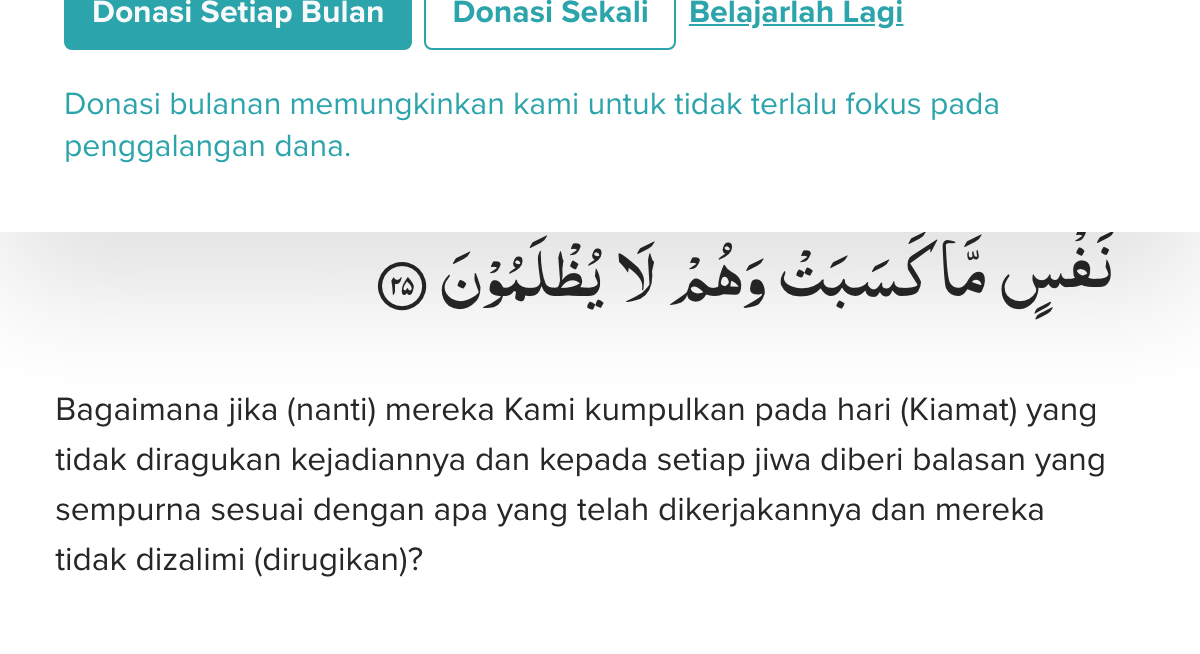 Donasi Setiap Bulan Donasi Sekali Belajarlah Lagi
Donasi bulanan memungkinkan kami untuk tidak terlalu fokus pada
penggalangan dana.
نَفْسٍ مَّا كَسَبَتْ وَهُمْ لَا يُظْلَمُوْنَ ۲۵
Bagaimana jika (nanti) mereka Kami kumpulkan pada hari (Kiamat) yang
tidak diragukan kejadiannya dan kepada setiap jiwa diberi balasan yang
sempurna sesuai dengan apa yang telah dikerjakannya dan mereka
tidak dizalimi (dirugikan)?